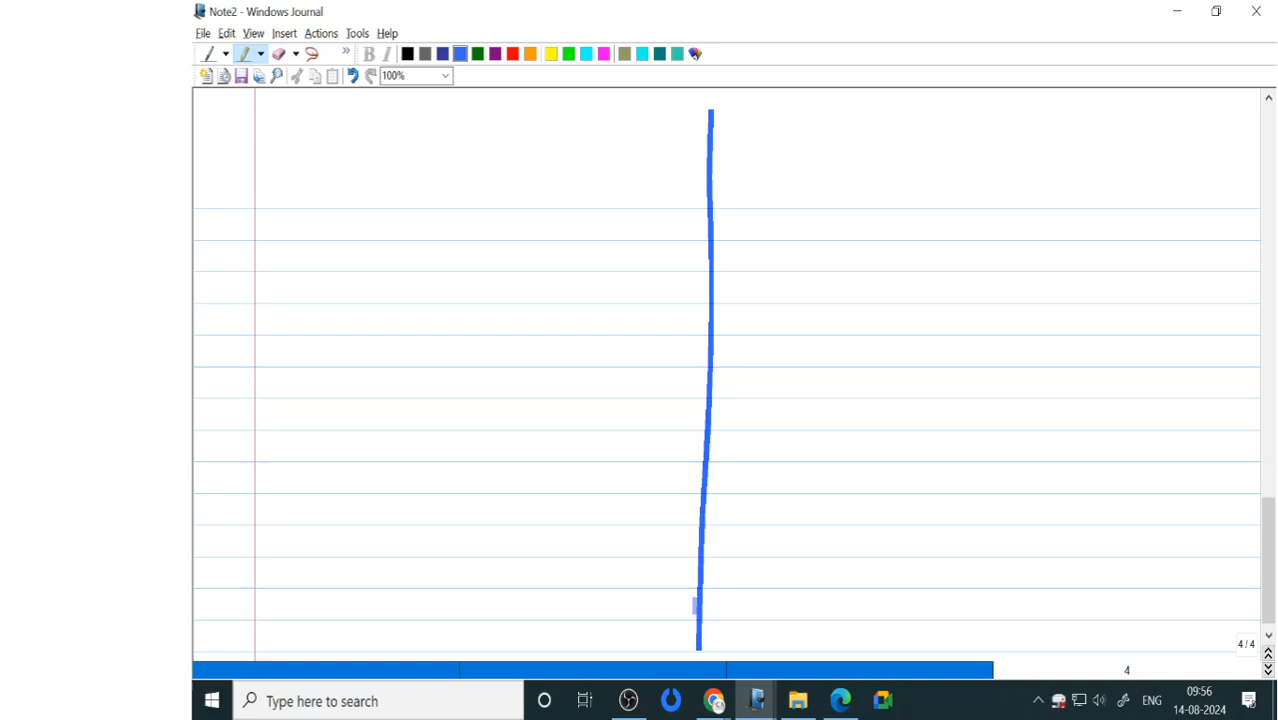 Note2 - Windows Journal
File Edit View Insert Actions Tools Help
B I
100%
4 / 4
4
Type here to search
ENG
09:56
14-08-2024